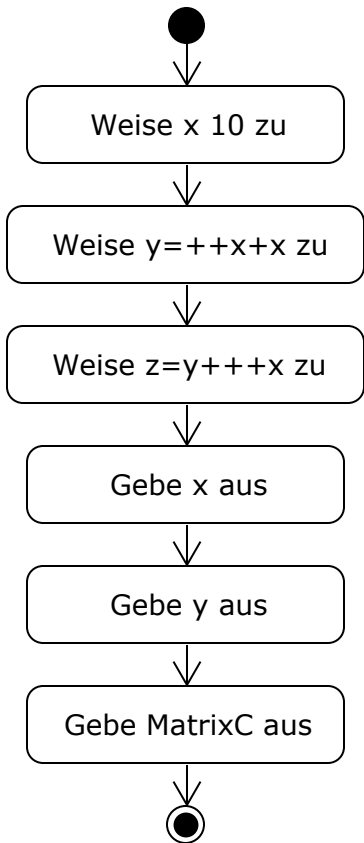 Weise x 10 zu
Weise y=++x+x zu
Weise z=y+++x zu
Gebe x aus
Gebe y aus
Gebe MatrixC aus